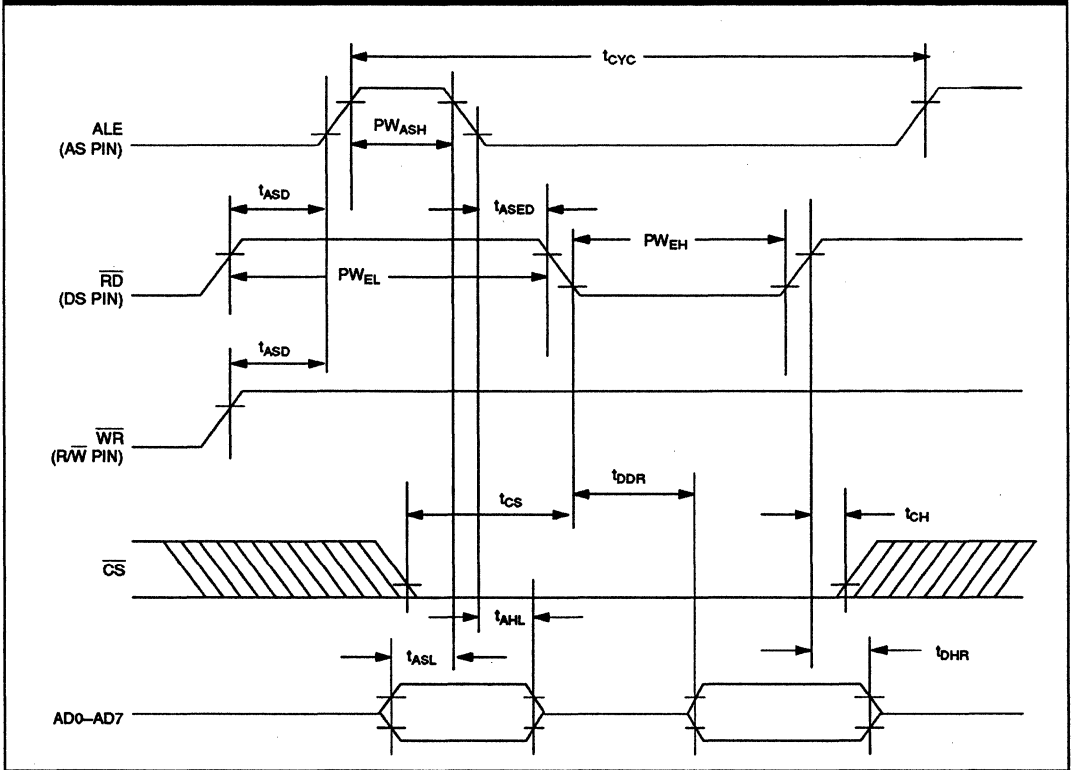 tCYC
ALE
(AS PIN)
PWASH
tASD
tASED
RD
(DS PIN)
PWEL
PWEH
tASD
WR
(R/W PIN)
tCS
tDDR
tCH
CS
tAHL
tASL
tDHR
AD0–AD7